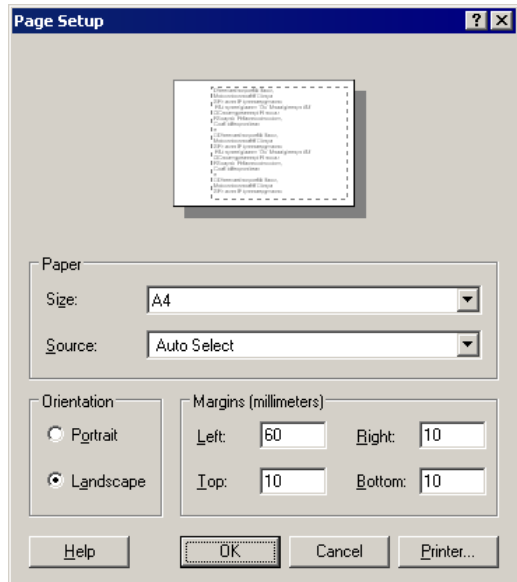 Page Setup
Paper
Size: A4
Source: Auto Select
Orientation
Portrait
Landscape
Margins (millimeters)
Left: 60 Right: 10
Top: 10 Bottom: 10
Help OK Cancel Printer...